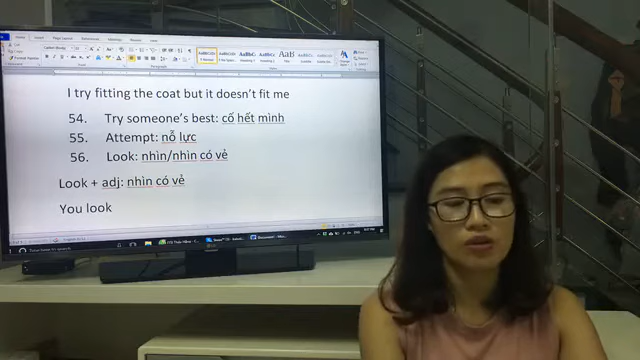 I try fitting the coat but it doesn't fit me
54. Try someone's best: cố hết mình
55. Attempt: nỗ lực
56. Look: nhìn/nhìn có vẻ
Look + adj: nhìn có vẻ
You look